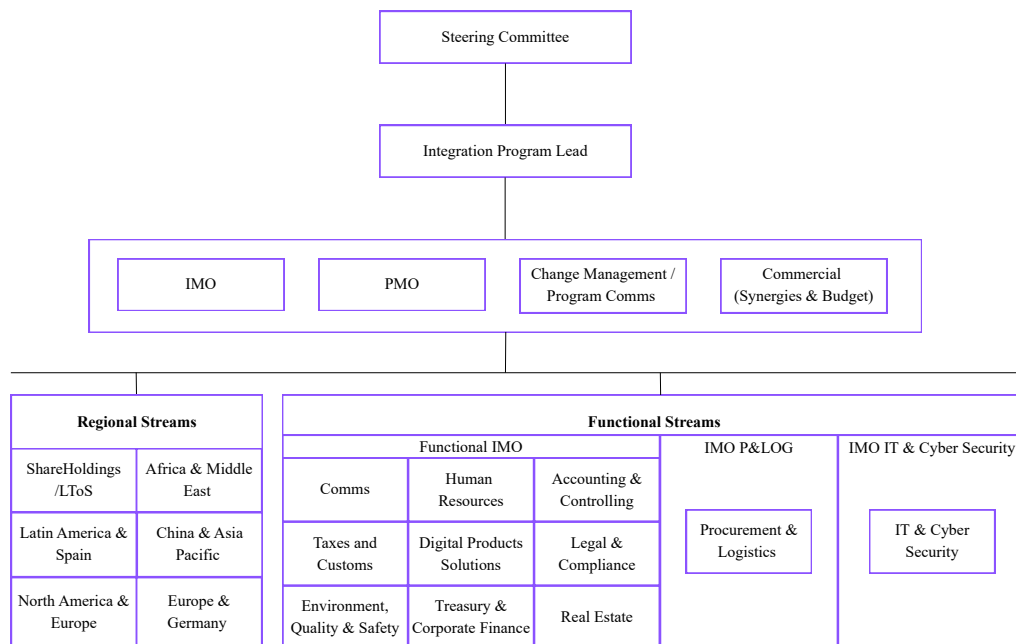 Steering Committee
Integration Program Lead
IMO
PMO
Change Management /
Program Comms
Commercial
(Synergies & Budget)
Regional Streams
ShareHoldings
/LToS
Africa & Middle
East
Latin America &
Spain
China & Asia
Pacific
North America &
Europe
Europe &
Germany
Functional Streams
Functional IMO
Comms
Human
Resources
Accounting &
Controlling
Taxes and
Customs
Digital Products
Solutions
Legal &
Compliance
Environment,
Quality & Safety
Treasury &
Corporate Finance
Real Estate
IMO P&LOG
Procurement &
Logistics
IMO IT & Cyber Security
IT & Cyber
Security